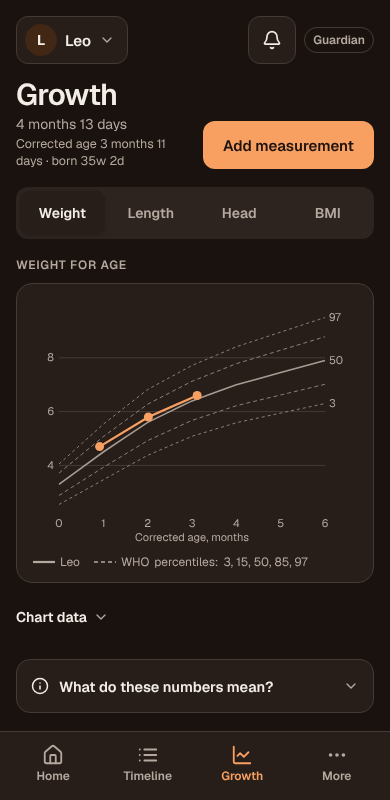 L Leo
Guardian
Growth
4 months 13 days
Corrected age 3 months 11
days · born 35w 2d
Add measurement
Weight Length Head BMI
WEIGHT FOR AGE
97
8
50
6
3
4
0 1 2 3 4 5 6
Corrected age, months
Leo WHO percentiles: 3, 15, 50, 85, 97
Chart data
What do these numbers mean?
Home Timeline Growth More